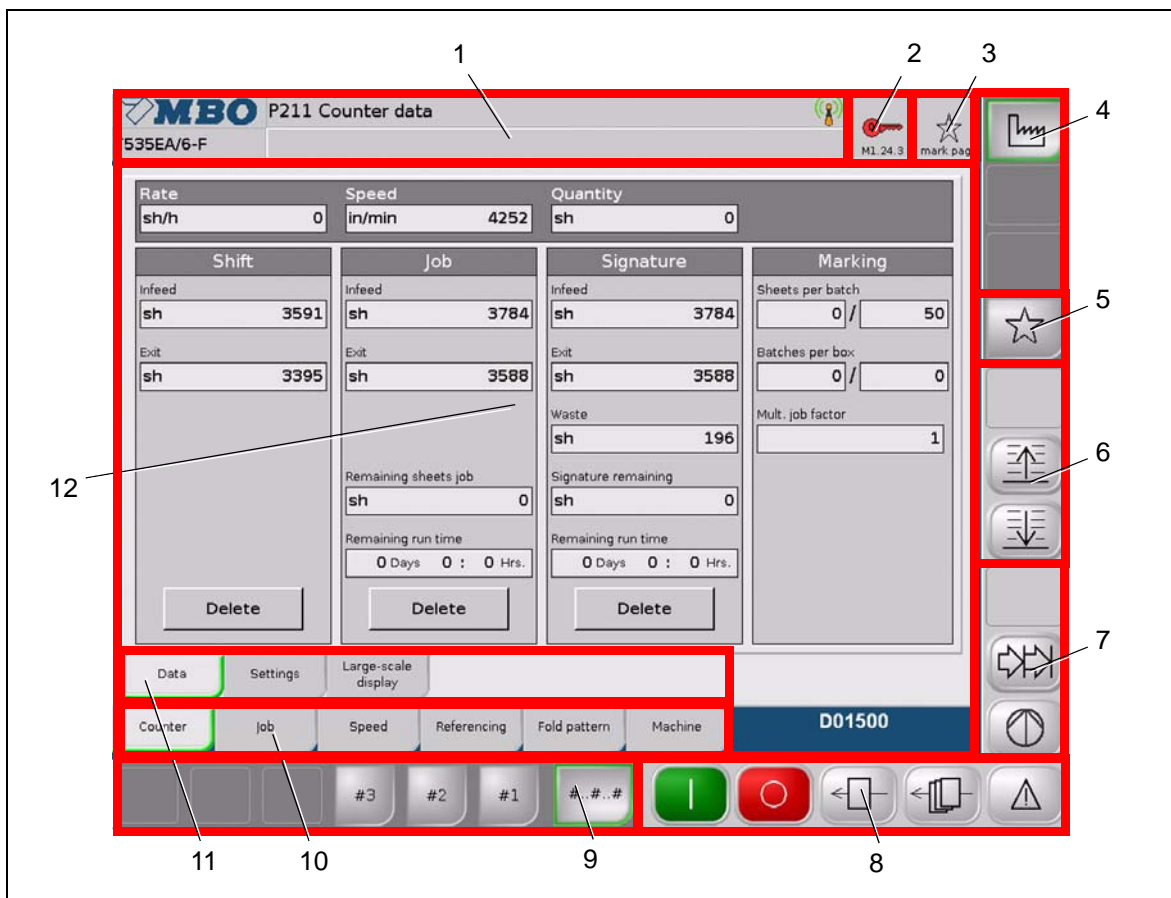 1 2 3
MBO P211 Counter data
535EA/6-F
M1.24.3 mark pag
4
Rate Speed Quantity
sh/h 0 in/min 4252 sh 0
Shift Job Signature Marking
Infeed Infeed Infeed Sheets per batch
sh 3591 sh 3784 sh 3784 0 / 50
5
Exit Exit Exit Batches per box
sh 3395 sh 3588 sh 3588 0 / 0
Waste Mult. job factor
sh 196 1
6
12
Remaining sheets job Signature remaining
sh 0 sh 0
Remaining run time Remaining run time
0 Days 0 : 0 Hrs. 0 Days 0 : 0 Hrs.
Delete Delete Delete
7
Data Settings Large-scale
display
Counter Job Speed Referencing Fold pattern Machine D01500
#3 #2 #1 #..#..#
11 10 9 8